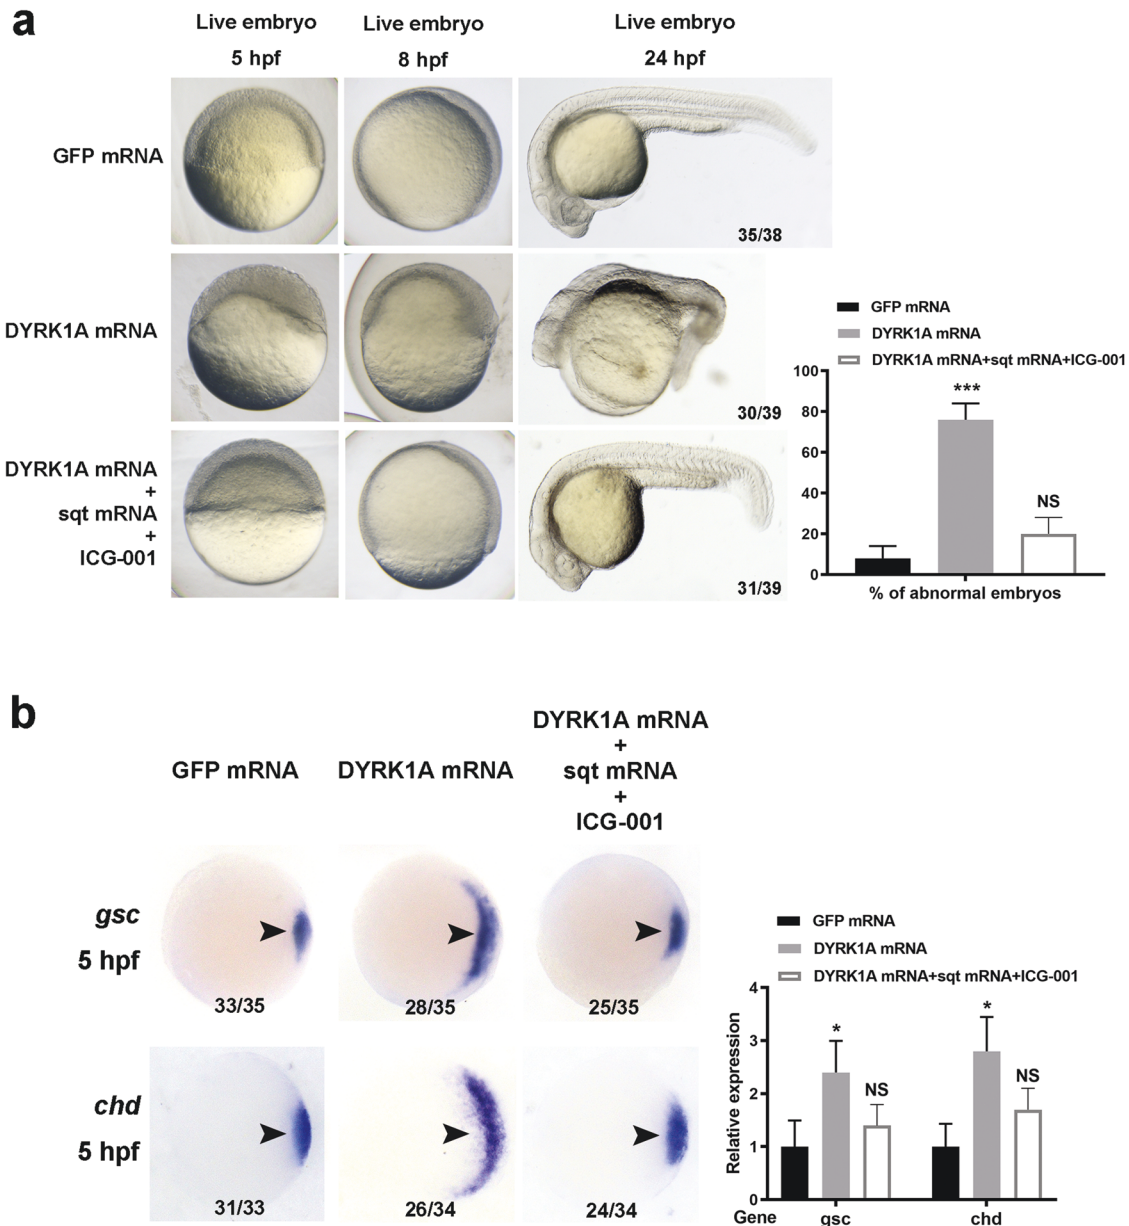 a
Live embryo
5 hpf
Live embryo
8 hpf
Live embryo
24 hpf
GFP mRNA
35/38
DYRK1A mRNA
30/39
DYRK1A mRNA
+
sqt mRNA
+
ICG-001
31/39
GFP mRNA
DYRK1A mRNA
DYRK1A mRNA+sqt mRNA+ICG-001
100
80
60
40
20
0
***
NS
% of abnormal embryos
b
GFP mRNA
DYRK1A mRNA
DYRK1A mRNA
+
sqt mRNA
+
ICG-001
gsc
5 hpf
33/35
28/35
25/35
chd
5 hpf
31/33
26/34
24/34
GFP mRNA
DYRK1A mRNA
DYRK1A mRNA+sqt mRNA+ICG-001
Relative expression
4
3
2
1
0
*
NS
*
NS
Gene
gsc
chd